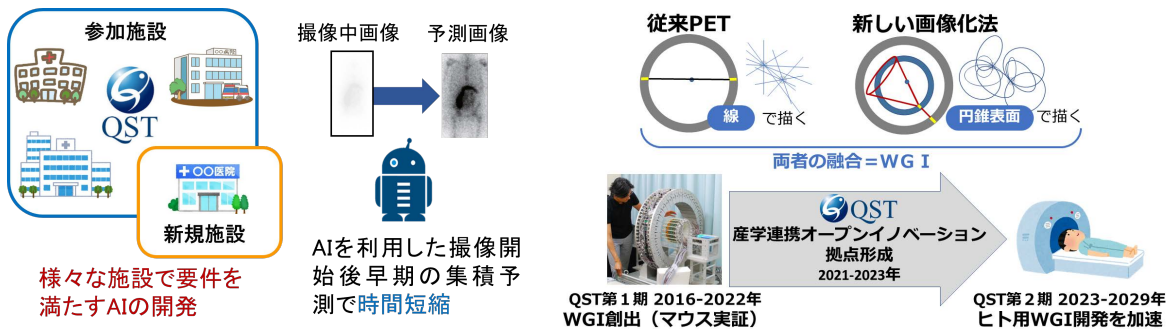 参加施設
〇〇医院
QST
〇〇医院
新規施設
様々な施設で要件を
満たすAIの開発
撮像中画像
予測画像
AIを利用した撮像開
始後早期の集積予
測で時間短縮
従来PET
線
で描く
新しい画像化法
円錐表面
で描く
両者の融合=WGI
QST
産学連携オープンイノベーション
拠点形成
2021-2023年
QST第1期 2016-2022年
WGI創出(マウス実証)
QST第2期 2023-2029年
ヒト用WGI開発を加速